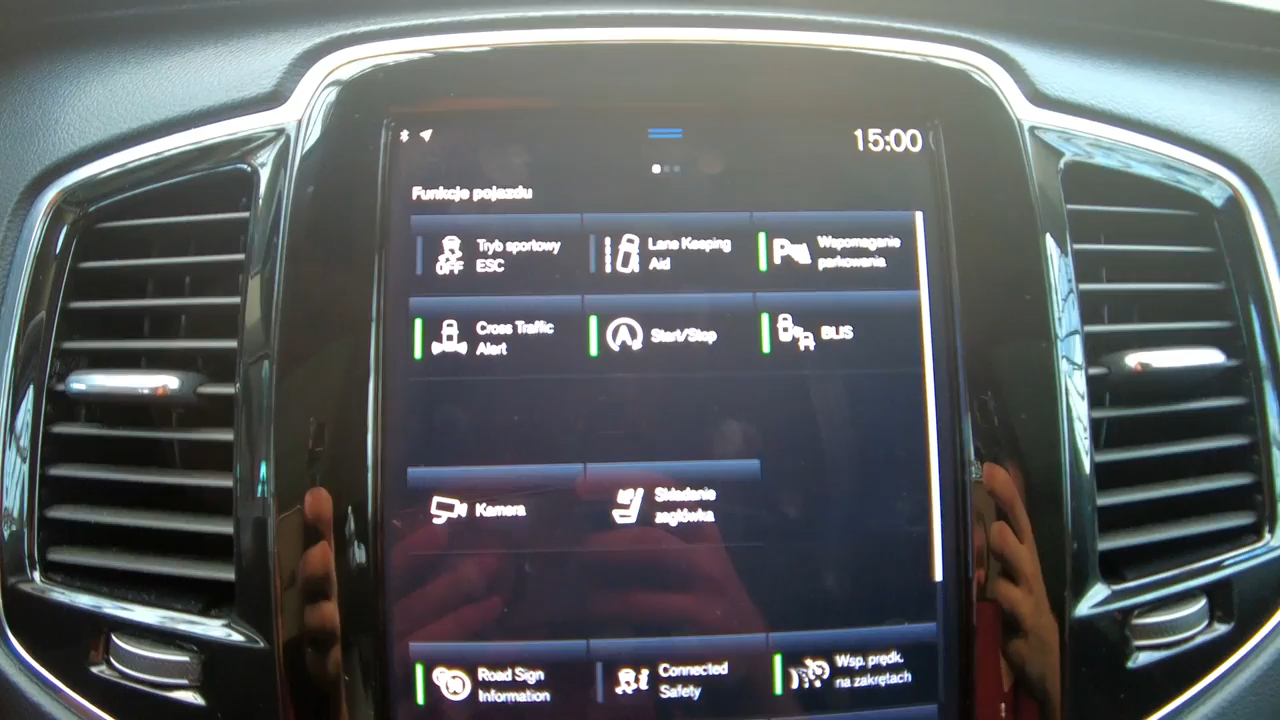 15:00
Funkcje pojazdu
Tryb sportowy
ESC
OFF
Lane Keeping
Aid
Wspomaganie
parkowania
Cross Traffic
Alert
A
Start/Stop
BLIS
Kamera
Składanie
zagłówka
Road Sign
Information
Connected
Safety
Wsp. prędk.
na zakrętach